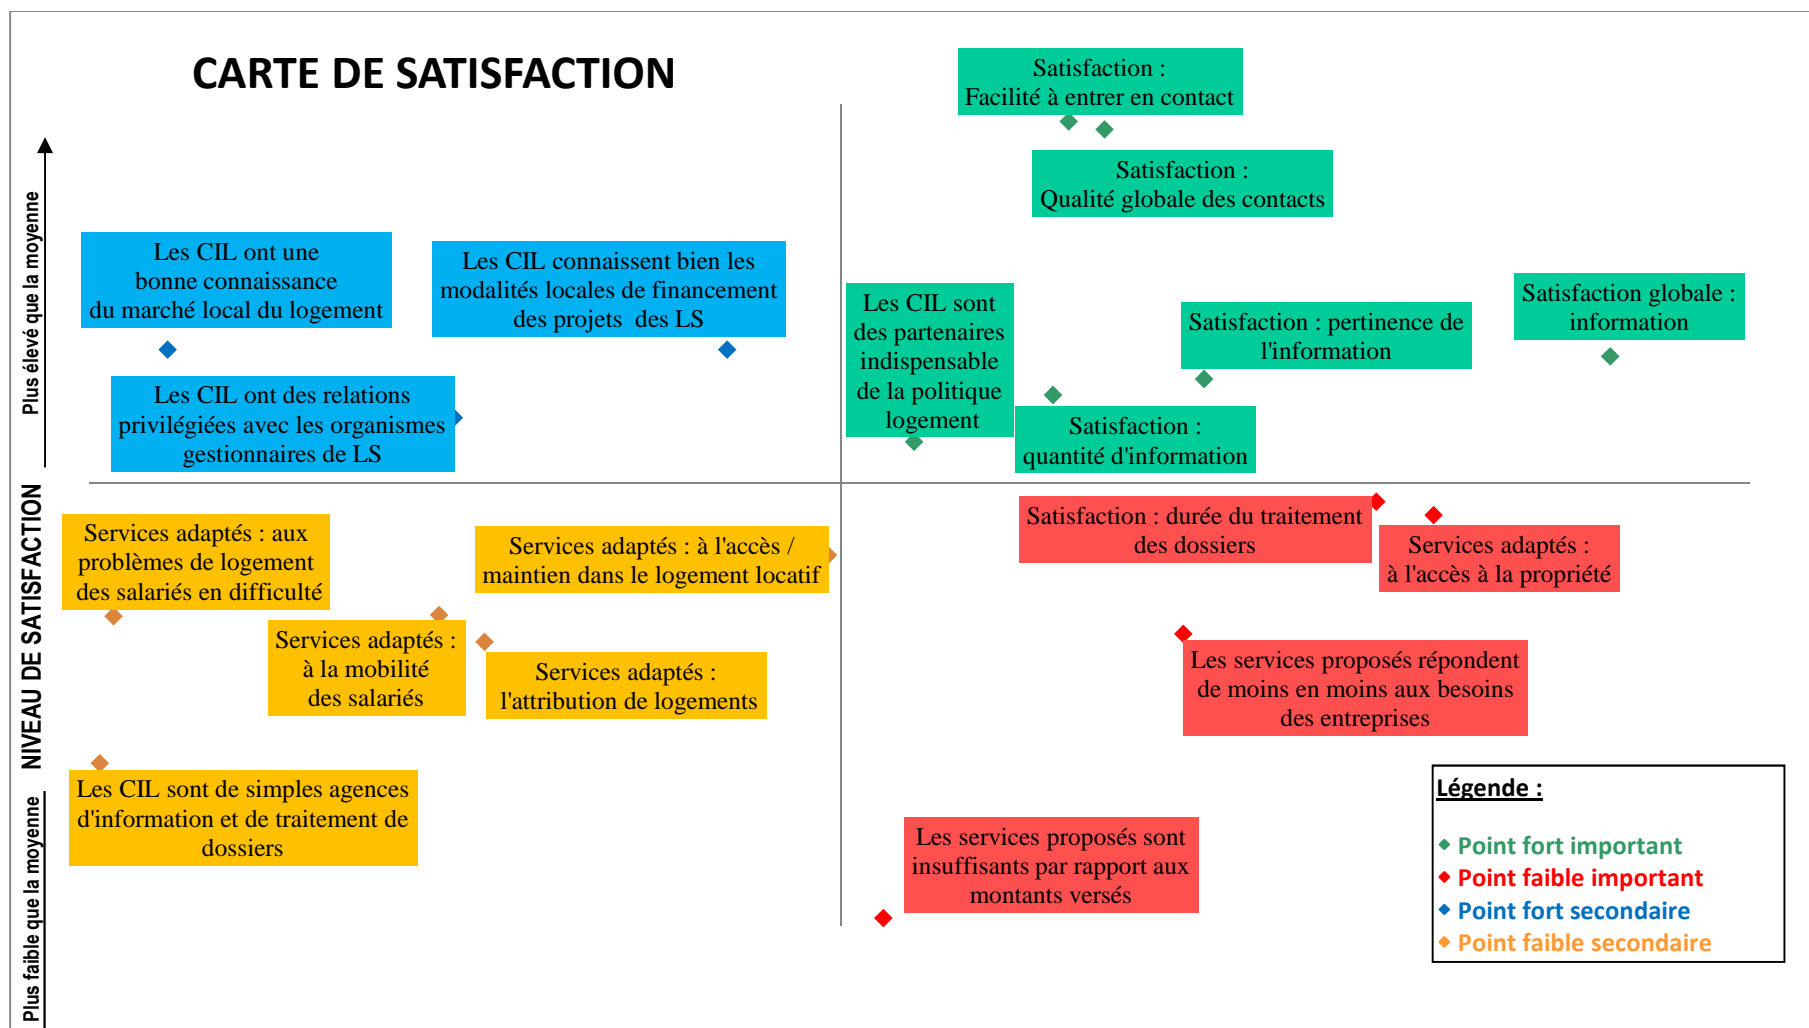 CARTE DE SATISFACTION
Satisfaction :
Facilité à entrer en contact
Satisfaction :
Qualité globale des contacts
Plus élevé que la moyenne
Les CIL ont une
bonne connaissance
du marché local du logement
Les CIL connaissent bien les
modalités locales de financement
des projets des LS
Les CIL sont
des partenaires
indispensable
de la politique
logement
Satisfaction : pertinence de
l'information
Satisfaction globale :
information
Les CIL ont des relations
privilégiées avec les organismes
gestionnaires de LS
Satisfaction :
quantité d'information
NIVEAU DE SATISFACTION
Services adaptés : aux
problèmes de logement
des salariés en difficulté
Services adaptés : à l'accès /
maintien dans le logement locatif
Satisfaction : durée du traitement
des dossiers
Services adaptés :
à l'accès à la propriété
Services adaptés :
à la mobilité
des salariés
Services adaptés :
l'attribution de logements
Les services proposés répondent
de moins en moins aux besoins
des entreprises
Les CIL sont de simples agences
d'information et de traitement de
dossiers
Les services proposés sont
insuffisants par rapport aux
montants versés
Plus faible que la moyenne
Légende :
Point fort important
Point faible important
Point fort secondaire
Point faible secondaire